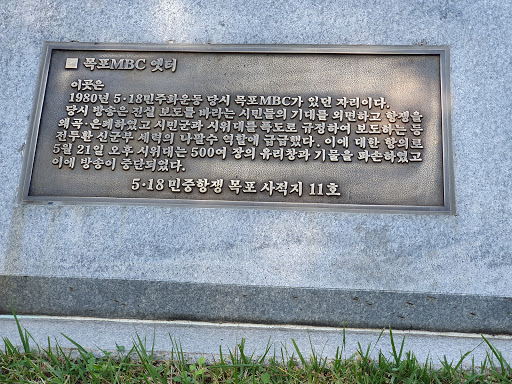 목포MBC 옛터
이곳은
1980년 5·18민주화운동 당시 목포MBC가 있던 자리이다.
당시 방송은 진실 보도를 바라는 시민들의 기대를 외면하고 항쟁을
왜곡·은폐하였고 시민군과 시위대를 폭도로 규정하여 보도하는 등
전두환 신군부 세력의 나팔수 역할에 급급했다. 이에 대한 항의로
5월 21일 오후 시위대는 500여 장의 유리창과 기물을 파손하였고
이에 방송이 중단되었다.
5·18 민중항쟁 목포 사적지 11호